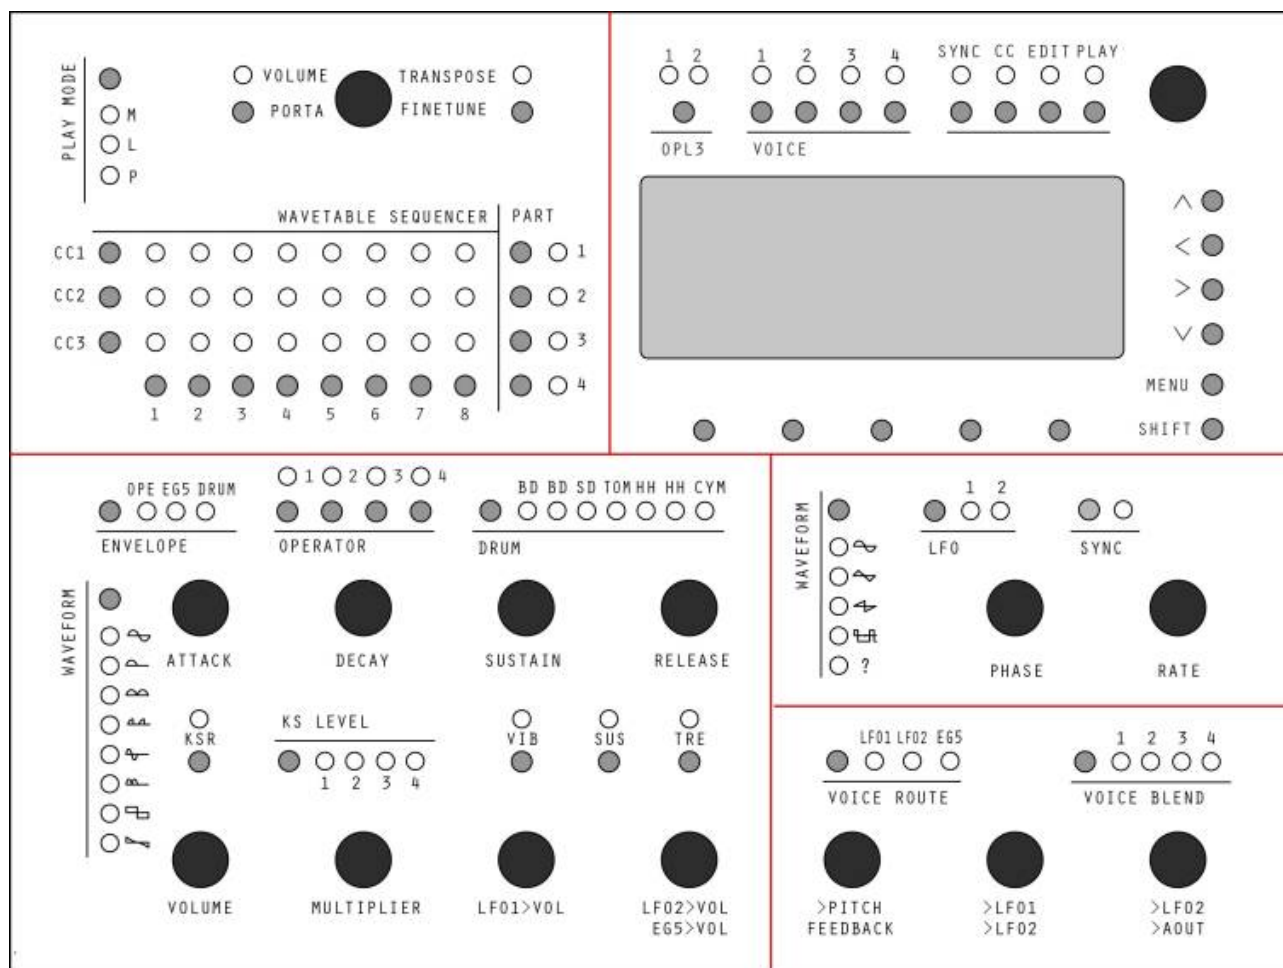 PLAY MODE
M
L
P
VOLUME
PORTA
TRANSPOSE
FINETUNE
WAVETABLE SEQUENCER
PART
CC1
CC2
CC3
1
2
3
4
1 2 3 4 5 6 7 8
1 2
OPL3
1 2 3 4
VOICE
SYNC CC EDIT PLAY
MENU
SHIFT
OPE EG5 DRUM
ENVELOPE
1 2 3 4
OPERATOR
BD BD SD TOM HH HH CYM
DRUM
WAVEFORM
ATTACK
DECAY
SUSTAIN
RELEASE
KSR
KS LEVEL
1 2 3 4
VIB
SUS
TRE
VOLUME
MULTIPLIER
LFO1>VOL
LFO2>VOL
EG5>VOL
WAVEFORM
?
1 2
LFO
SYNC
PHASE
RATE
LFO1 LFO2 EG5
VOICE ROUTE
1 2 3 4
VOICE BLEND
>PITCH
FEEDBACK
>LFO1
>LFO2
>LFO2
>AOUT